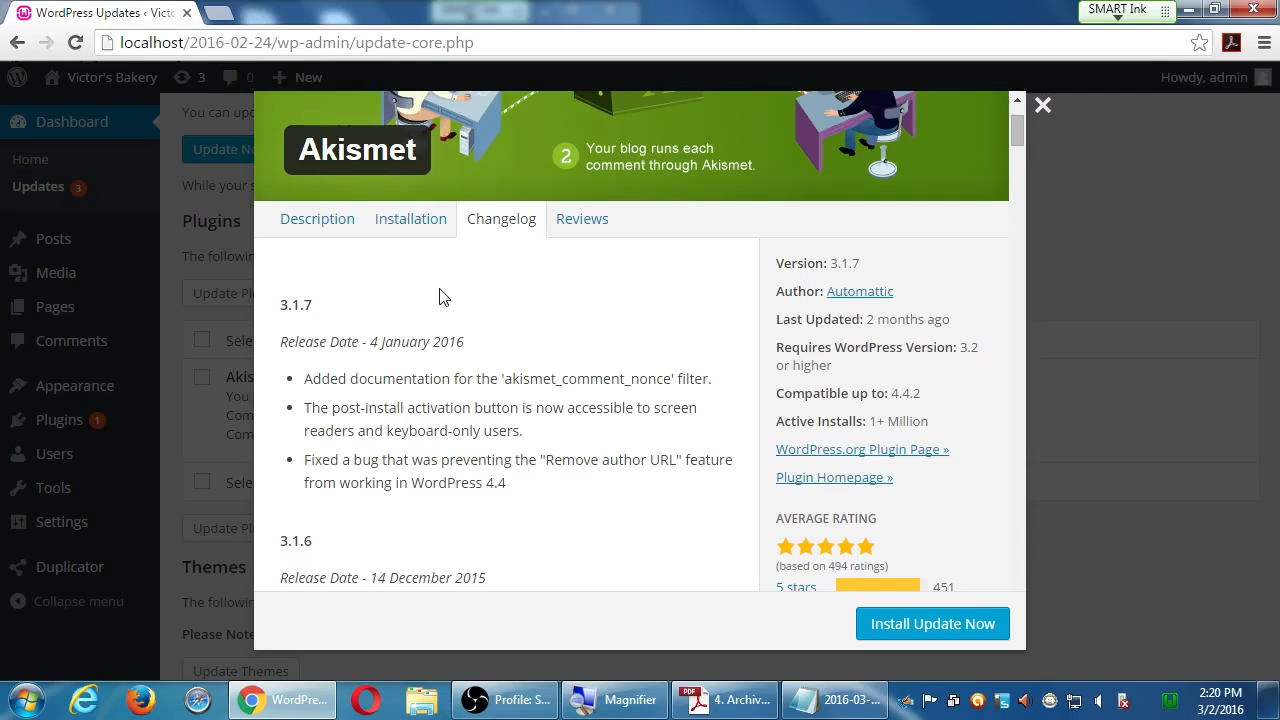 WordPress Updates ‹ Victo
SMART Ink
localhost/2016-02-24/wp-admin/update-core.php
Victor's Bakery
3
0
New
Howdy, admin
Dashboard
Home
Updates 3
Posts
Media
Pages
Comments
Appearance
Plugins 1
Users
Tools
Settings
Duplicator
Collapse menu
You can upd
Update No
While your s
Plugins
The following
Update Pl
Sele
Akis
You
Com
Com
Sele
Update Pl
Themes
The following
Please Note
Update Themes
Akismet
2 Your blog runs each
comment through Akismet.
Description
Installation
Changelog
Reviews
3.1.7
Release Date - 4 January 2016
• Added documentation for the 'akismet_comment_nonce' filter.
• The post-install activation button is now accessible to screen
readers and keyboard-only users.
• Fixed a bug that was preventing the "Remove author URL" feature
from working in WordPress 4.4
3.1.6
Release Date - 14 December 2015
Version: 3.1.7
Author: Automattic
Last Updated: 2 months ago
Requires WordPress Version: 3.2
or higher
Compatible up to: 4.4.2
Active Installs: 1+ Million
WordPress.org Plugin Page »
Plugin Homepage »
AVERAGE RATING
(based on 494 ratings)
5 stars 451
Install Update Now
WordPre...
Profile: S...
Magnifier
PDF
4. Archiv...
2016-03-...
2:20 PM
3/2/2016